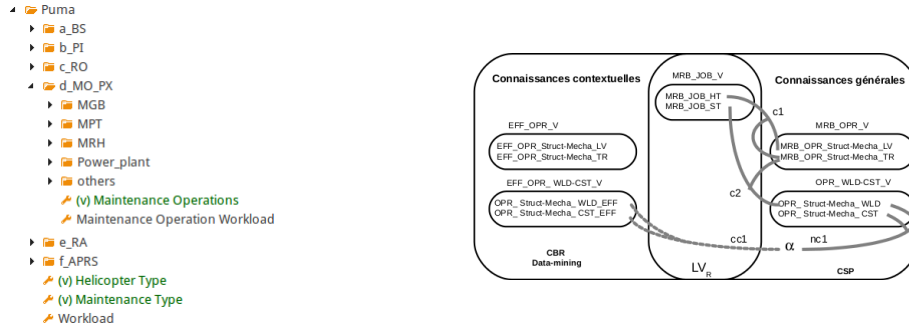 Puma
a_BS
b_PI
c_RO
d_MO_PX
MGB
MPT
MRH
Power_plant
others
(v) Maintenance Operations
Maintenance Operation Workload
e_RA
f_APRS
(v) Helicopter Type
(v) Maintenance Type
Workload
Connaissances contextuelles
MRB_JOB_V
Connaissances générales
MRB_JOB_HT
MRB_JOB_ST
c1
EFF_OPR_V
MRB_OPR_V
EFF_OPR_Struct-Mecha_LV
EFF_OPR_Struct-Mecha_TR
MRB_OPR_Struct-Mecha_LV
MRB_OPR_Struct-Mecha_TR
EFF_OPR_ WLD-CST_V
c2
OPR_ WLD-CST_V
OPR_ Struct-Mecha_ WLD_EFF
OPR_ Struct-Mecha_ CST_EFF
OPR_ Struct-Mecha_ WLD
OPR_ Struct-Mecha_ CST
cc1
α
nc1
CBR
Data-mining
LVR
CSP